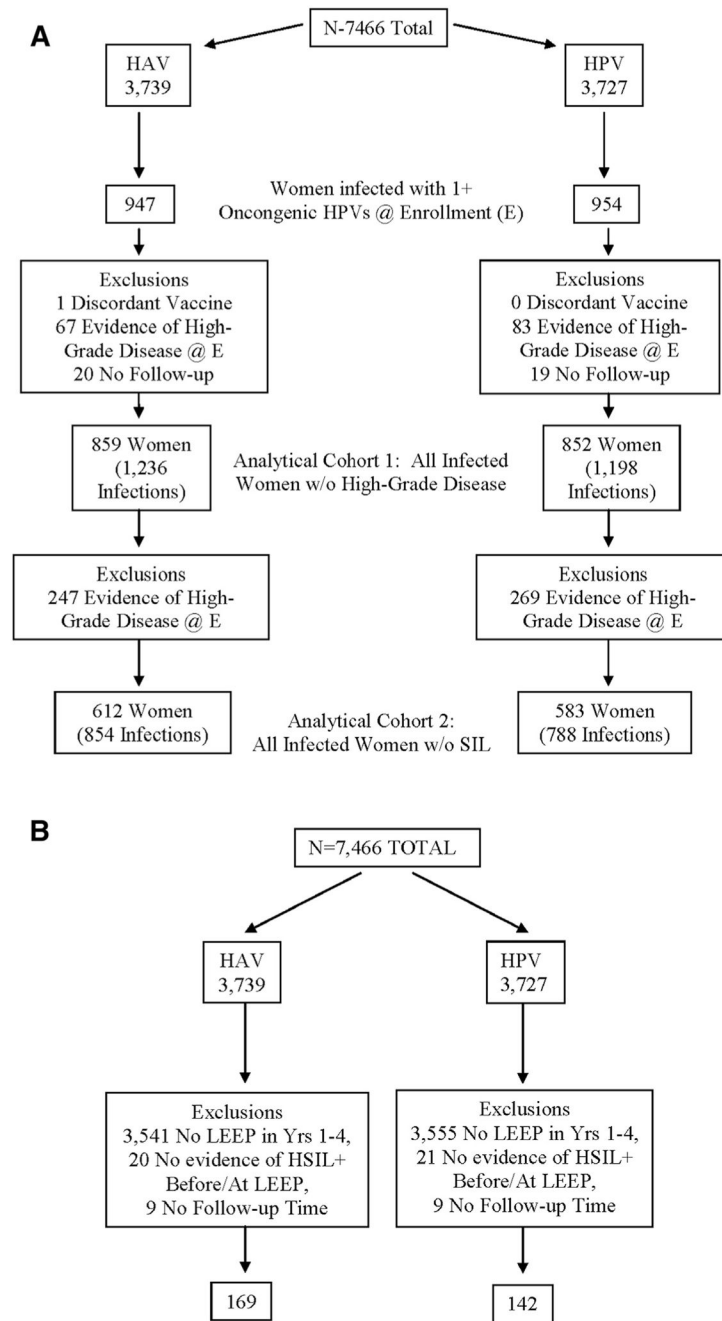 A
N-7466 Total
HAV
3,739
HPV
3,727
947
Women infected with 1+
Oncongenic HPVs @ Enrollment (E)
954
Exclusions
1 Discordant Vaccine
67 Evidence of High-
Grade Disease @ E
20 No Follow-up
Exclusions
0 Discordant Vaccine
83 Evidence of High-
Grade Disease @ E
19 No Follow-up
859 Women
(1,236
Infections)
Analytical Cohort 1: All Infected
Women w/o High-Grade Disease
852 Women
(1,198
Infections)
Exclusions
247 Evidence of High-
Grade Disease @ E
Exclusions
269 Evidence of High-
Grade Disease @ E
612 Women
(854 Infections)
Analytical Cohort 2:
All Infected Women w/o SIL
583 Women
(788 Infections)
B
N=7,466 TOTAL
HAV
3,739
HPV
3,727
Exclusions
3,541 No LEEP in Yrs 1-4,
20 No evidence of HSIL+
Before/At LEEP,
9 No Follow-up Time
Exclusions
3,555 No LEEP in Yrs 1-4,
21 No evidence of HSIL+
Before/At LEEP,
9 No Follow-up Time
169
142